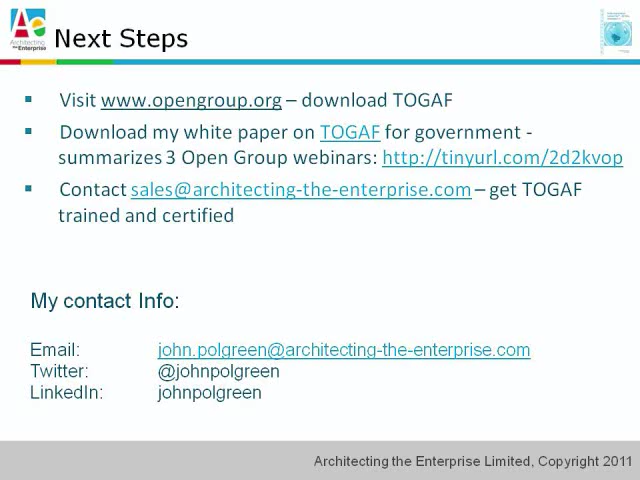 Ae
Architecting
the Enterprise
Next Steps
▪ Visit www.opengroup.org – download TOGAF
▪ Download my white paper on TOGAF for government -
summarizes 3 Open Group webinars: http://tinyurl.com/2d2kvop
▪ Contact sales@architecting-the-enterprise.com – get TOGAF
trained and certified
My contact Info:
Email: john.polgreen@architecting-the-enterprise.com
Twitter: @johnpolgreen
LinkedIn: johnpolgreen
Architecting the Enterprise Limited, Copyright 2011